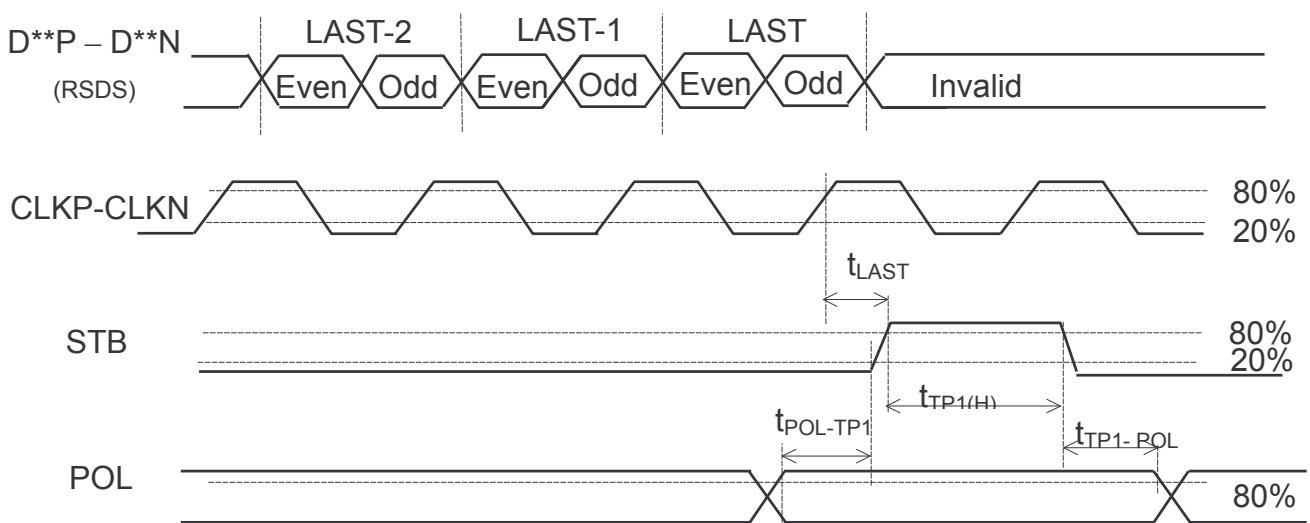 D**P – D**N
(RSDS)
LAST-2
LAST-1
LAST
Even
Odd
Even
Odd
Even
Odd
Invalid
CLKP-CLKN
80%
20%
tLAST
STB
80%
20%
tTP1(H)
tPOL-TP1
tTP1- POL
POL
80%